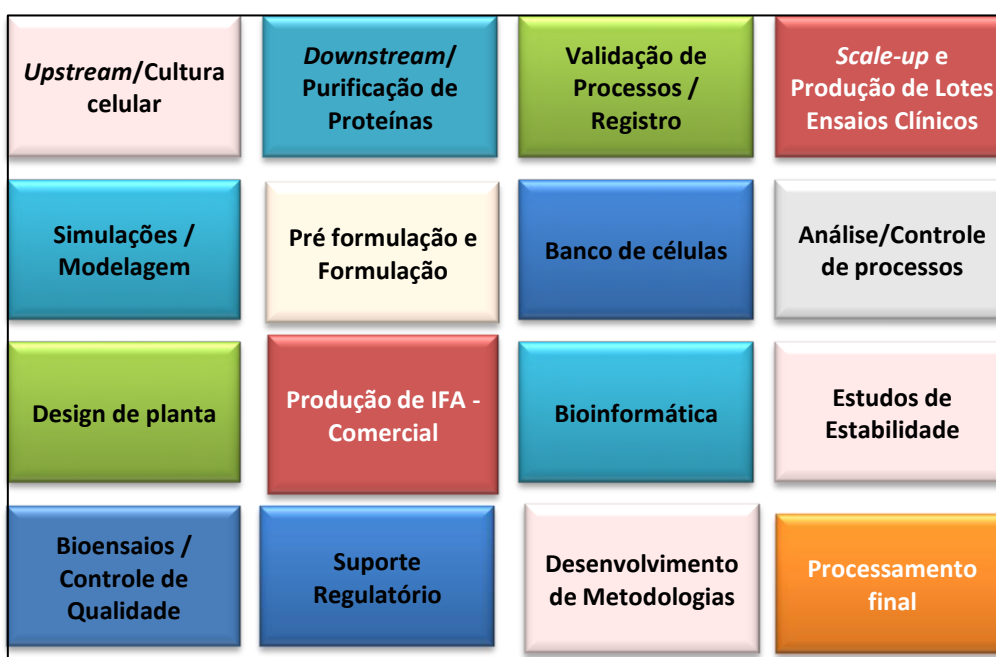 Upstream/Cultura
celular
Downstream/
Purificação de
Proteínas
Validação de
Processos /
Registro
Scale-up e
Produção de Lotes
Ensaios Clínicos
Simulações /
Modelagem
Pré formulação e
Formulação
Banco de células
Análise/Controle
de processos
Design de planta
Produção de IFA -
Comercial
Bioinformática
Estudos de
Estabilidade
Bioensaios /
Controle de
Qualidade
Suporte
Regulatório
Desenvolvimento
de Metodologias
Processamento
final